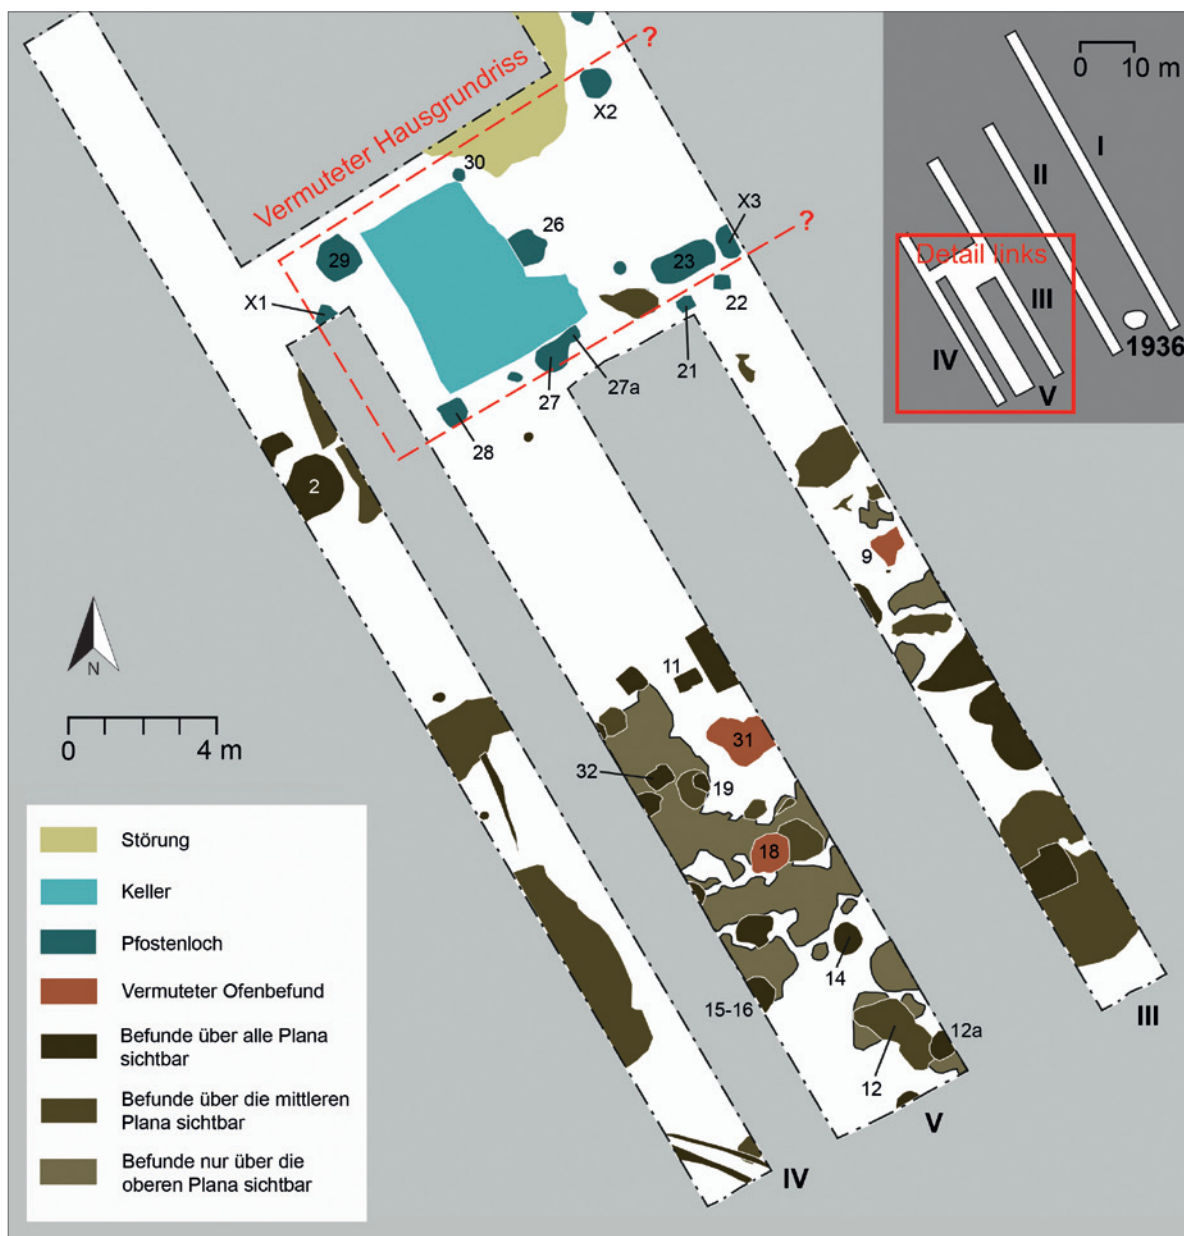 ?
X2
Vermuteter Hausgrundriss
30
X3
26
?
29
23
X1
22
21
27a
27
28
2
9
11
31
32
19
18
14
15-16
12a
12
III
V
IV
N
0 4 m
0 10 m
I
II
Detail links
III
1936
IV
V
Störung
Keller
Pfostenloch
Vermuteter Ofenbefund
Befunde über alle Plana
sichtbar
Befunde über die mittleren
Plana sichtbar
Befunde nur über die
oberen Plana sichtbar